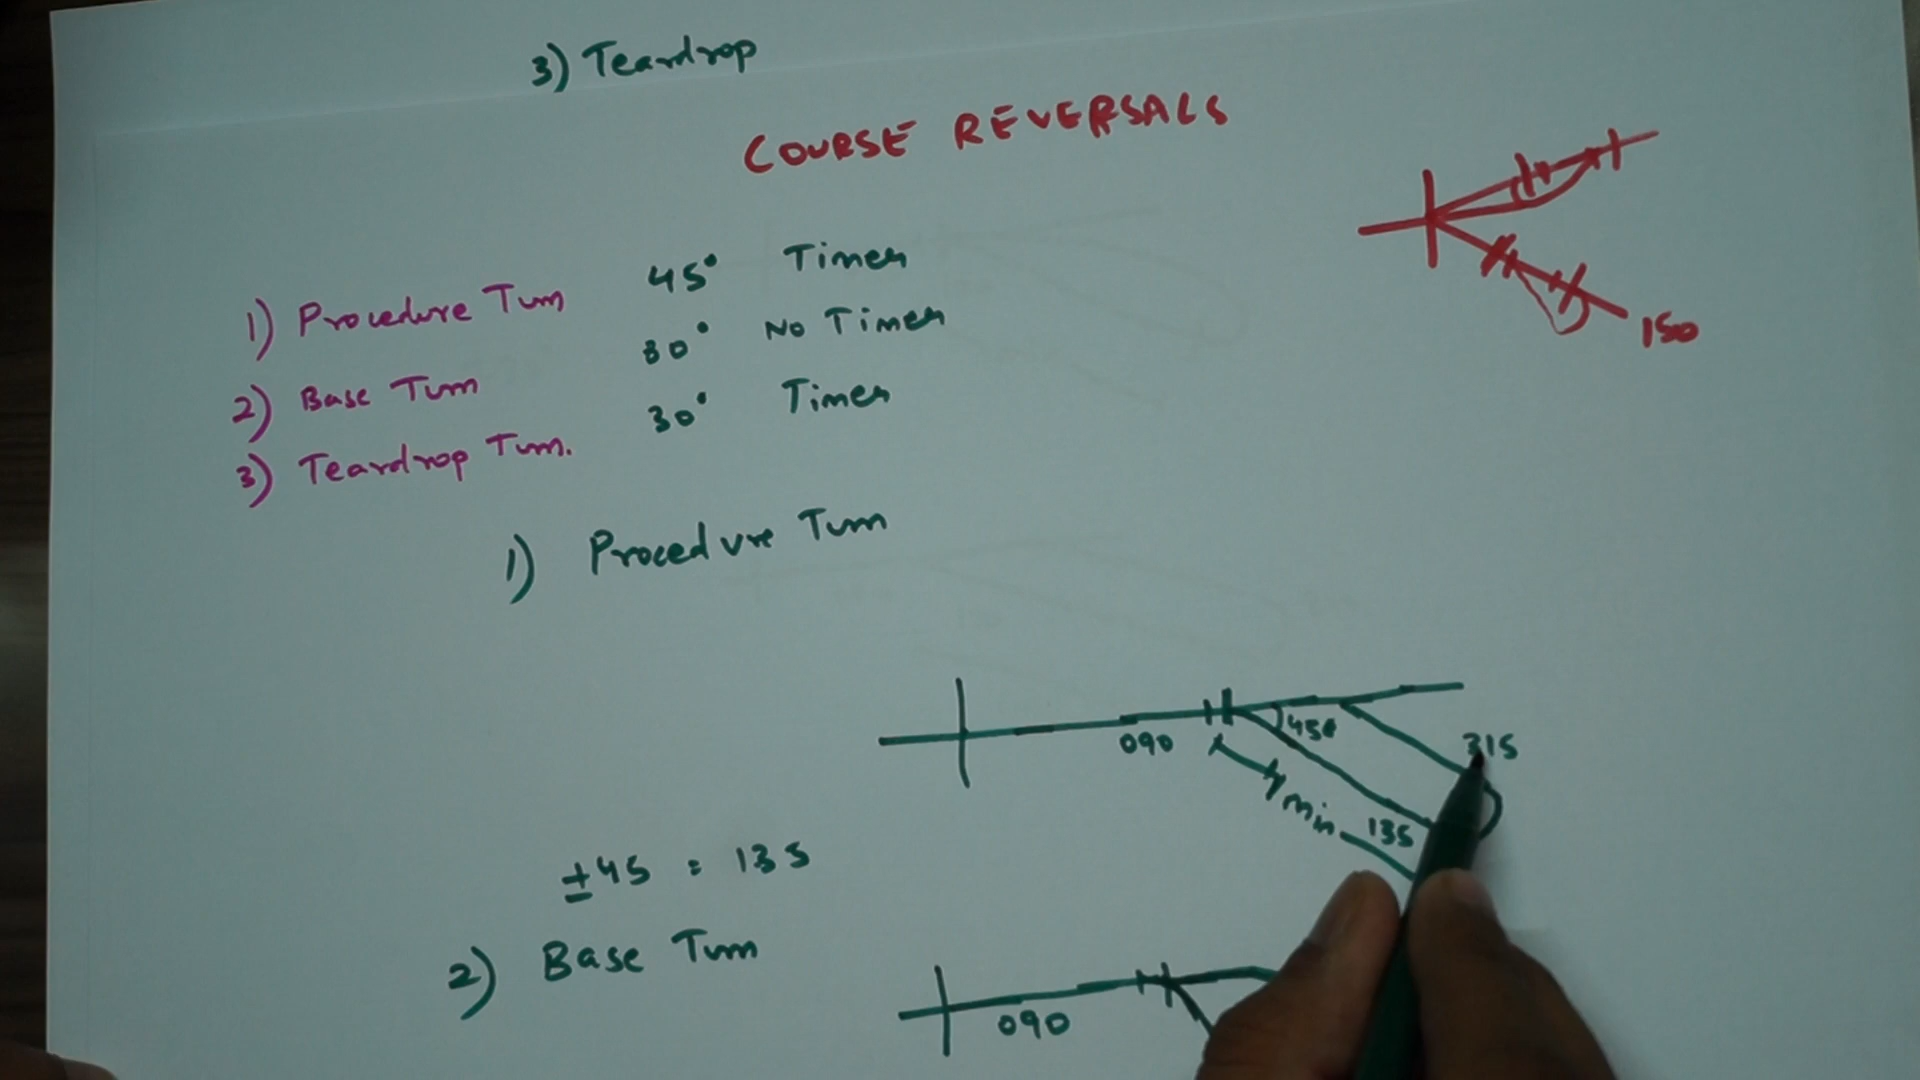 3) Teardrop
COURSE REVERSALS
1) Procedure Turn 45° Timer
2) Base Turn 30° No Timer
3) Teardrop Turn. 30° Timer
150
1) Procedure Turn
090 45°
315
1 min 135
±45 = 135
2) Base Turn
090